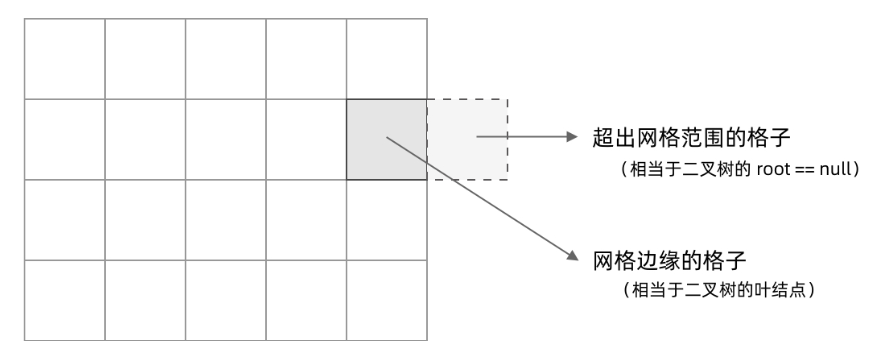 超出网格范围的格子
（相当于二叉树的 root == null）
网格边缘的格子
（相当于二叉树的叶结点）